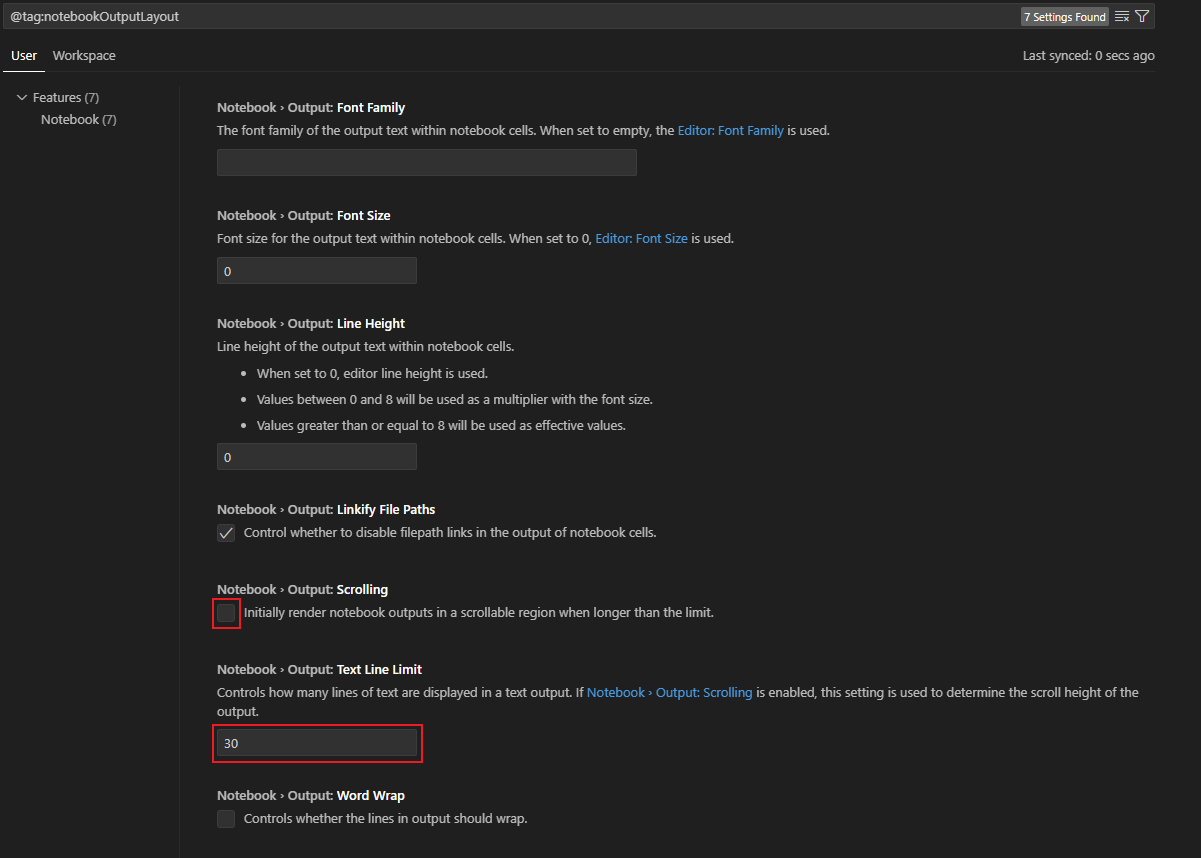 @tag:notebookOutputLayout
7 Settings Found
User Workspace
Last synced: 0 secs ago
Features (7)
Notebook (7)
Notebook › Output: Font Family
The font family of the output text within notebook cells. When set to empty, the Editor: Font Family is used.
Notebook › Output: Font Size
Font size for the output text within notebook cells. When set to 0, Editor: Font Size is used.
0
Notebook › Output: Line Height
Line height of the output text within notebook cells.
• When set to 0, editor line height is used.
• Values between 0 and 8 will be used as a multiplier with the font size.
• Values greater than or equal to 8 will be used as effective values.
0
Notebook › Output: Linkify File Paths
Control whether to disable filepath links in the output of notebook cells.
Notebook › Output: Scrolling
Initially render notebook outputs in a scrollable region when longer than the limit.
Notebook › Output: Text Line Limit
Controls how many lines of text are displayed in a text output. If Notebook › Output: Scrolling is enabled, this setting is used to determine the scroll height of the
output.
30
Notebook › Output: Word Wrap
Controls whether the lines in output should wrap.